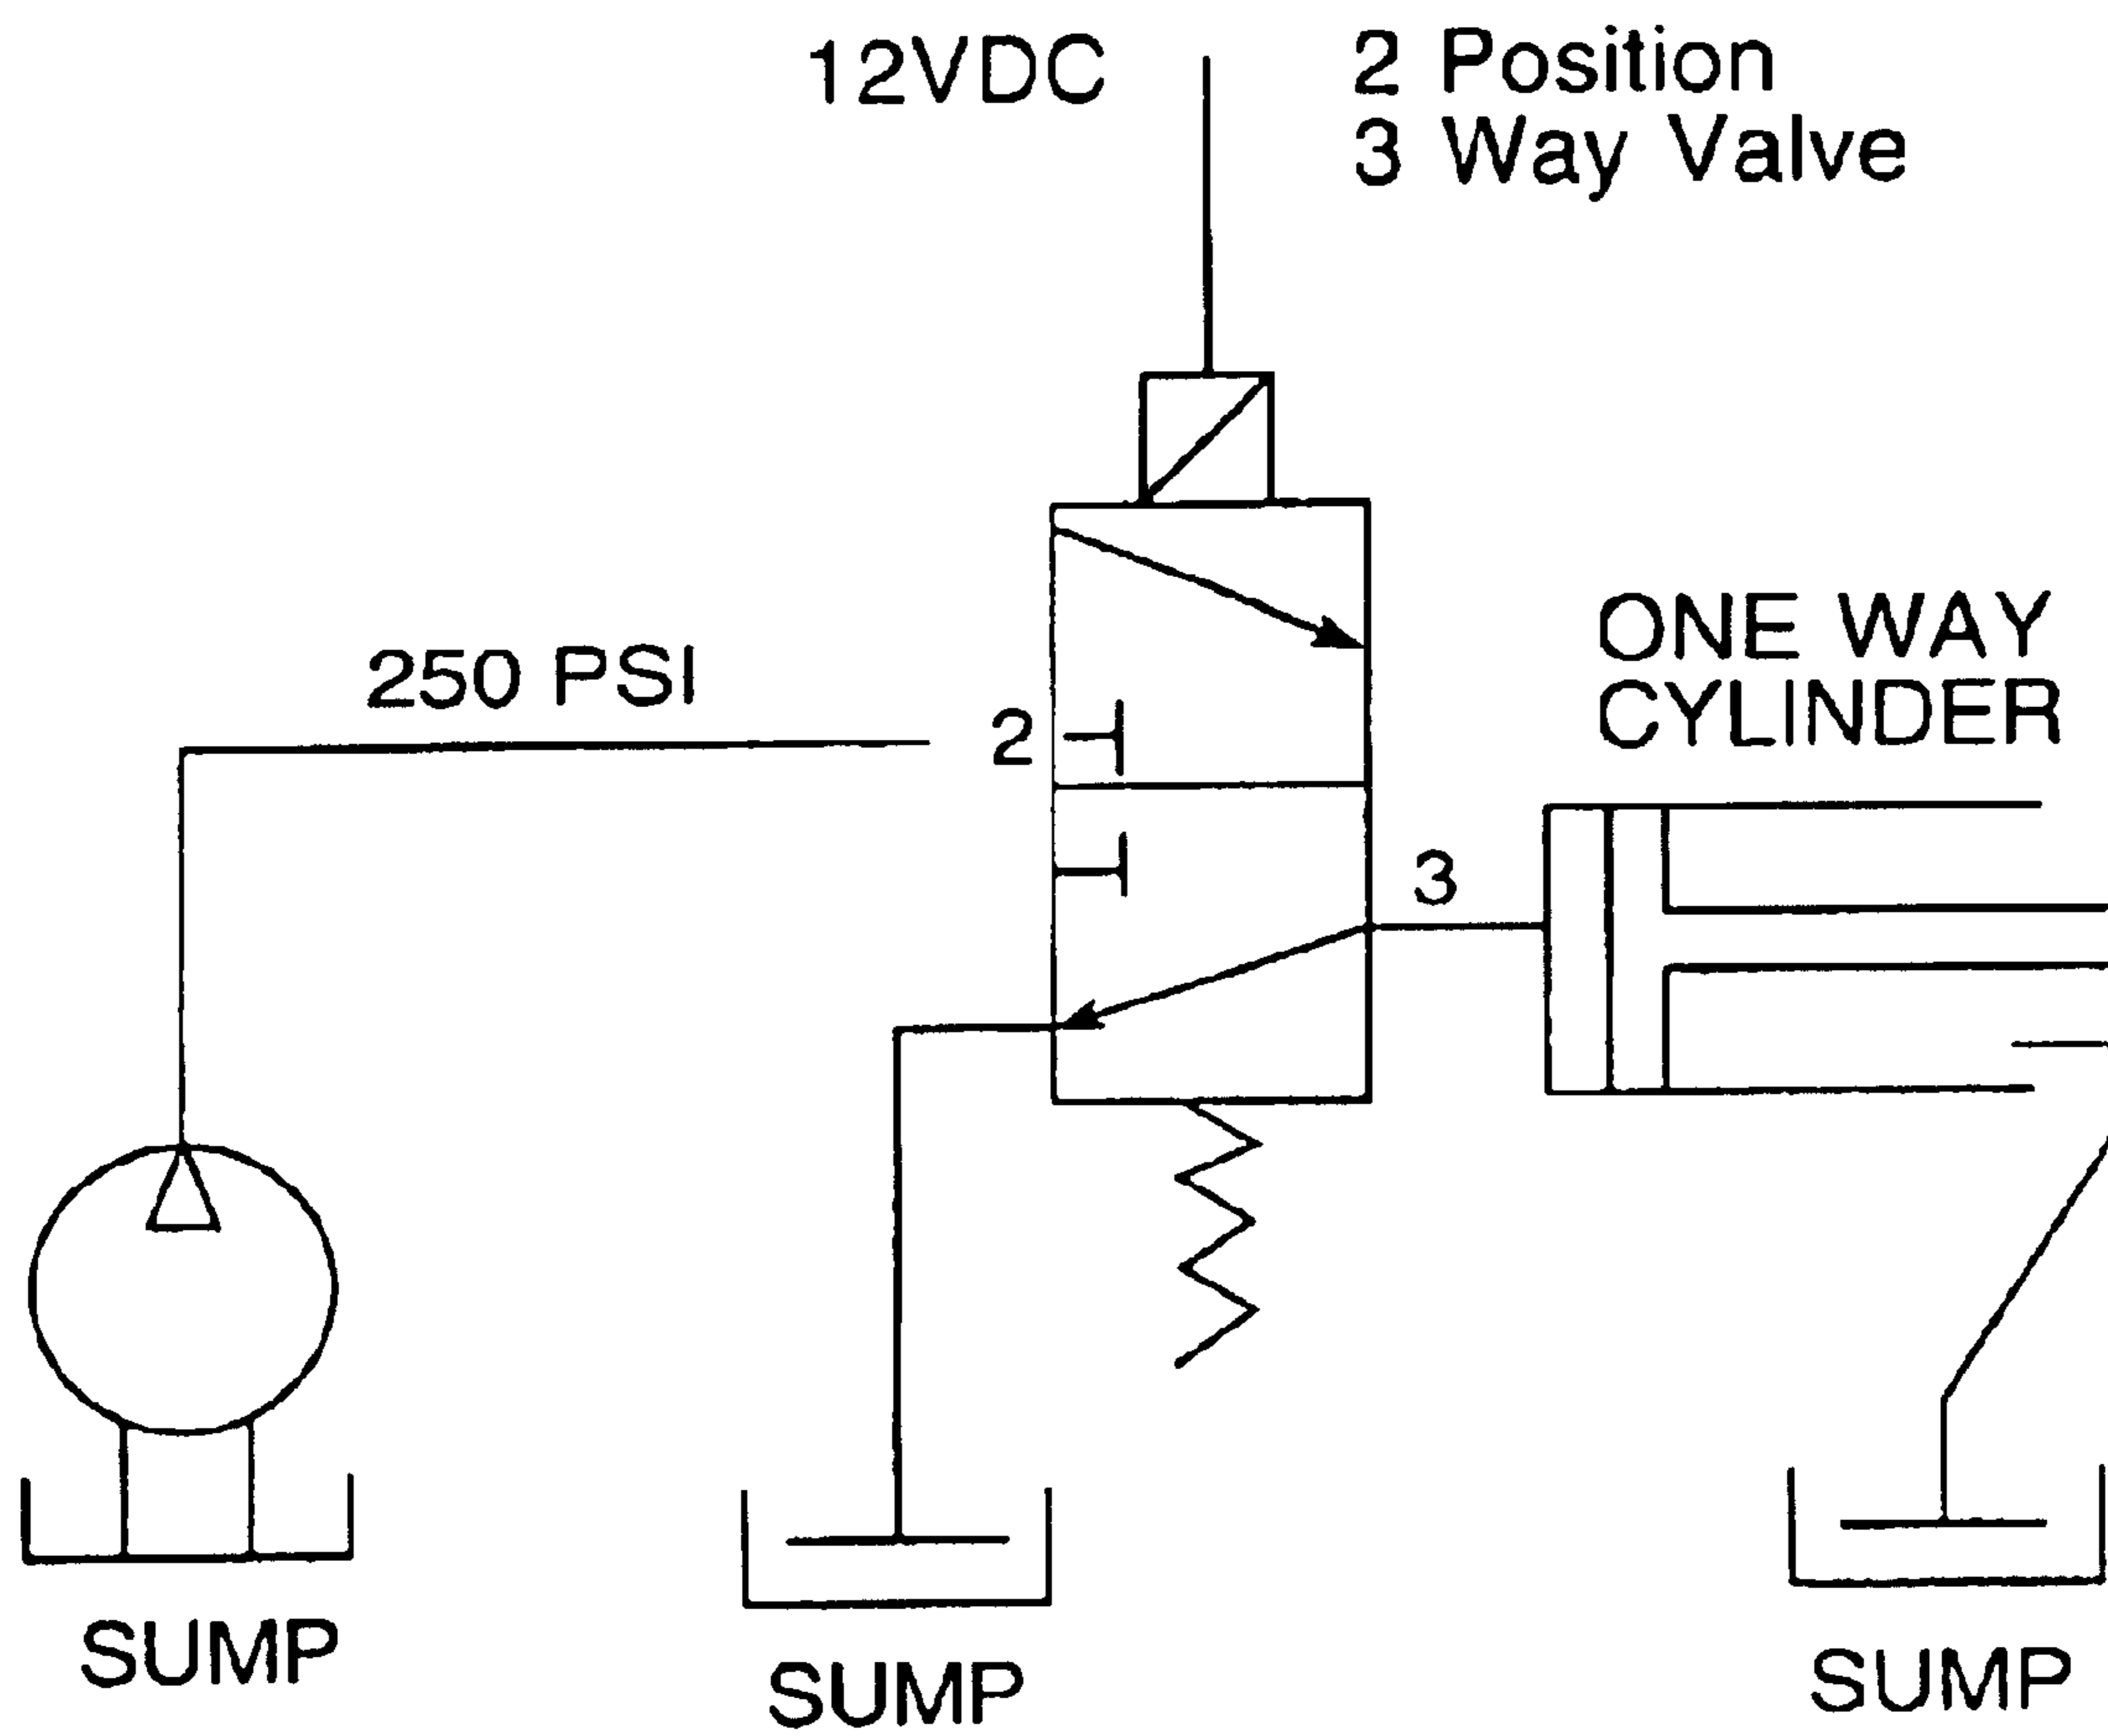 12VDC
2 Position
3 Way Valve
250 PSI
2
ONE WAY
CYLINDER
3
SUMP
SUMP
SUMP